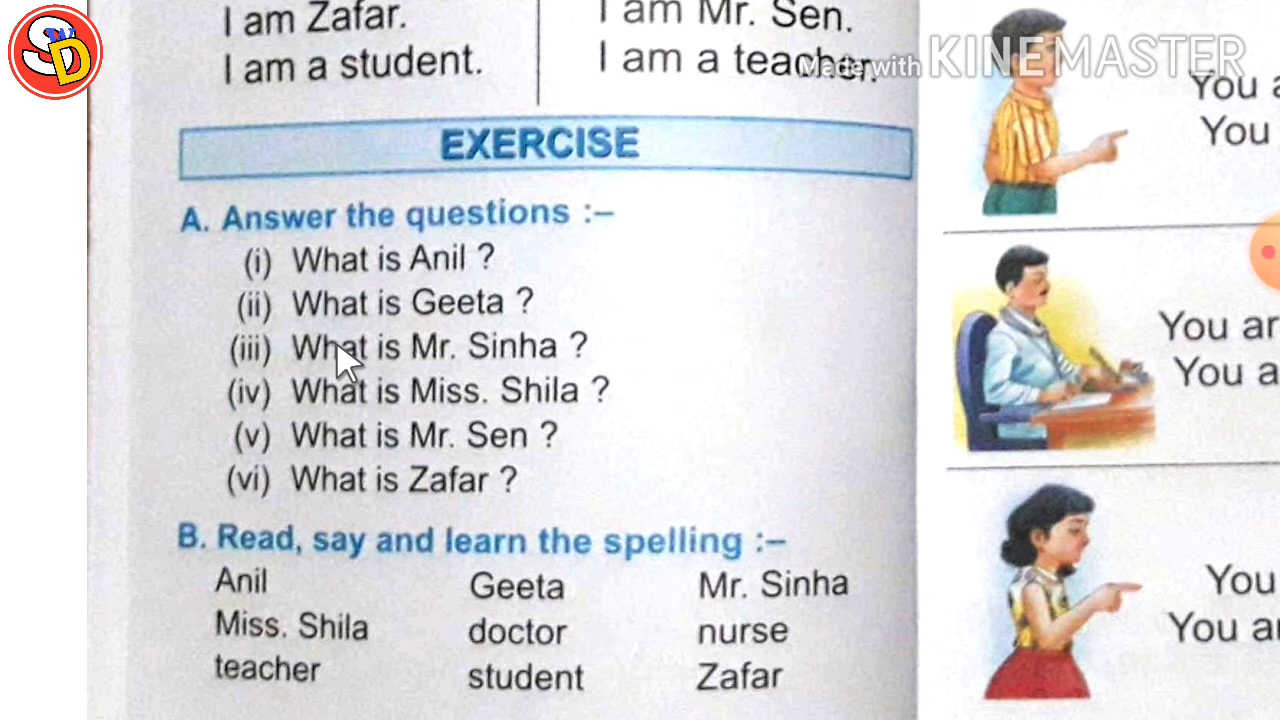 SWD
I am Zafar.
I am a student.
I am Mr. Sen.
I am a teacher.
Made with KINEMASTER
EXERCISE
A. Answer the questions :–
(i) What is Anil ?
(ii) What is Geeta ?
(iii) What is Mr. Sinha ?
(iv) What is Miss. Shila ?
(v) What is Mr. Sen ?
(vi) What is Zafar ?
B. Read, say and learn the spelling :–
Anil Geeta Mr. Sinha
Miss. Shila doctor nurse
teacher student Zafar
You
You
You
You
You
You